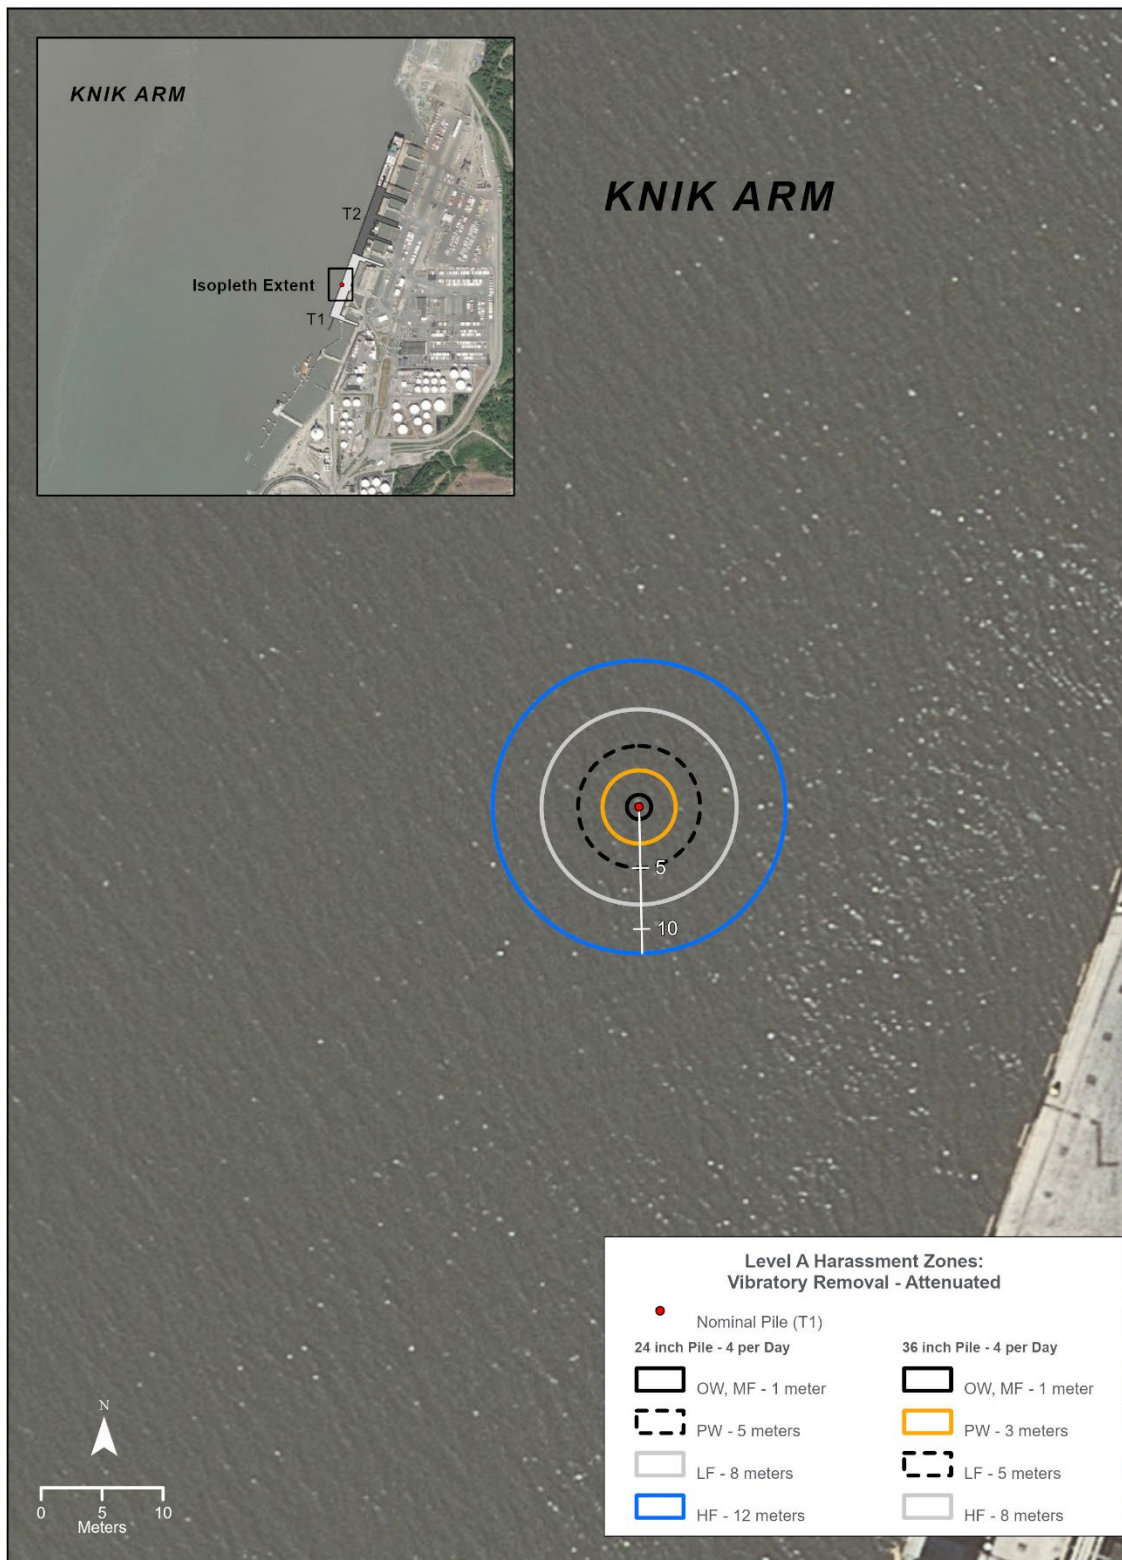 KNIK ARM
T2
Isopleth Extent
T1
KNIK ARM
5
10
Level A Harassment Zones:
Vibratory Removal - Attenuated
Nominal Pile (T1)
24 inch Pile - 4 per Day
OW, MF - 1 meter
PW - 5 meters
LF - 8 meters
HF - 12 meters
36 inch Pile - 4 per Day
OW, MF - 1 meter
PW - 3 meters
LF - 5 meters
HF - 8 meters
N
0 5 10
Meters